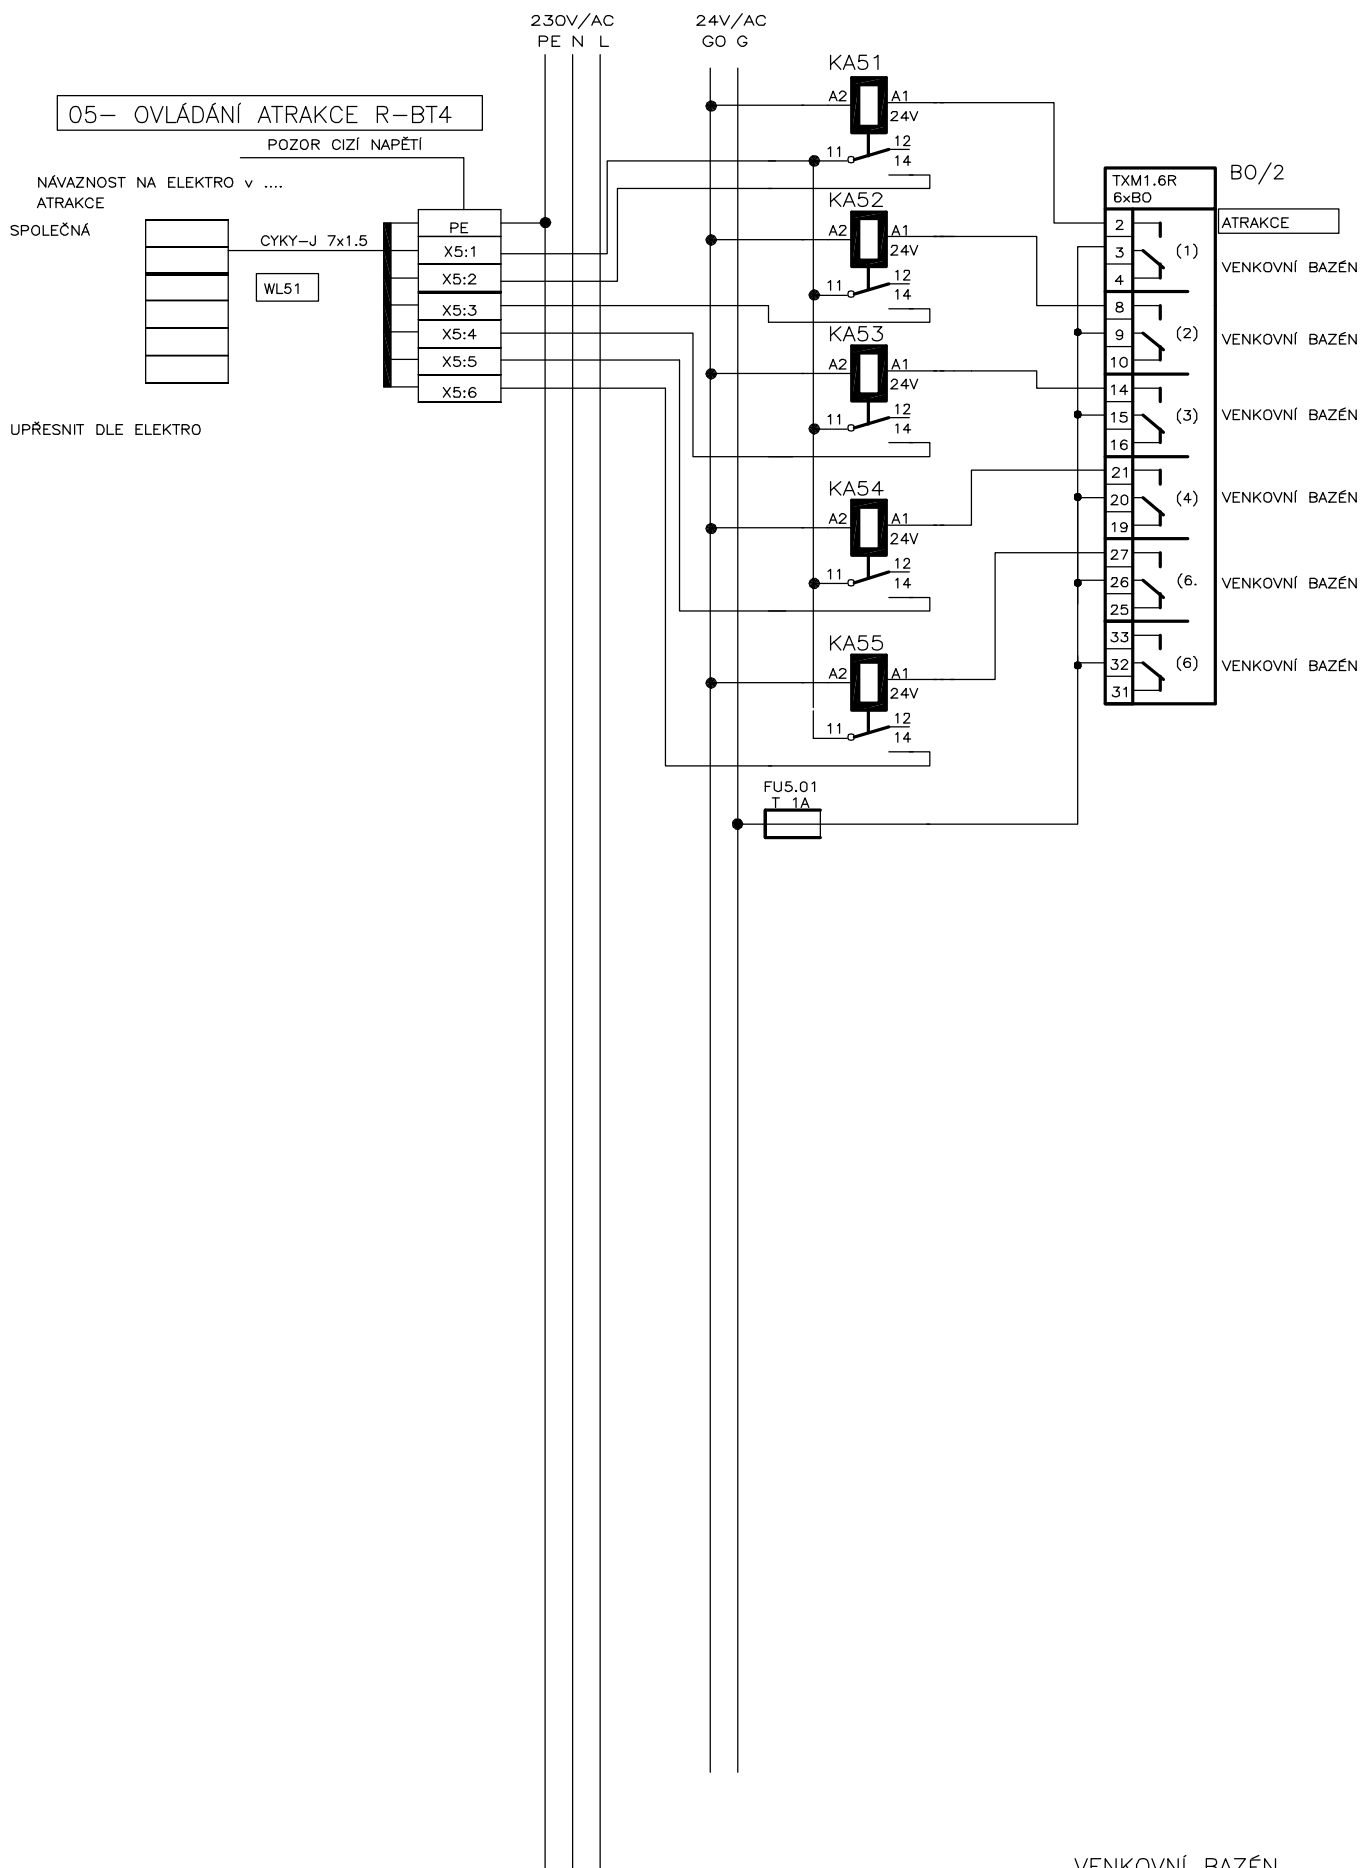 230V/AC
PE N L
24V/AC
G0 G
05- OVLÁDÁNÍ ATRAKCE R-BT4
POZOR CIZÍ NAPĚTÍ
NÁVAZNOST NA ELEKTRO v ....
ATRAKCE
SPOLEČNÁ
CYKY-J 7x1.5
WL51
UPŘESNIT DLE ELEKTRO
PE
X5:1
X5:2
X5:3
X5:4
X5:5
X5:6
KA51
A2 A1
24V
11 12
14
KA52
A2 A1
24V
11 12
14
KA53
A2 A1
24V
11 12
14
KA54
A2 A1
24V
11 12
14
KA55
A2 A1
24V
11 12
14
FU5.01
T 1A
TXM1.6R
6xBO
BO/2
ATRAKCE
2
3 (1)
4
VENKOVNÍ BAZÉN
8
9 (2) VENKOVNÍ BAZÉN
10
14
15 (3) VENKOVNÍ BAZÉN
16
21
20 (4) VENKOVNÍ BAZÉN
19
27
26 (6. VENKOVNÍ BAZÉN
25
33
32 (6) VENKOVNÍ BAZÉN
31
VENKOVNÍ BAZÉN